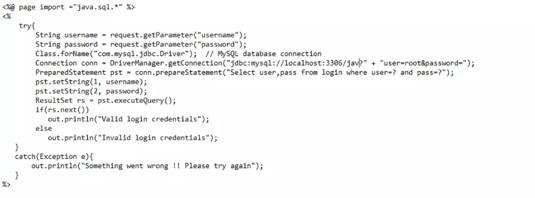 <%@ page import ="java.sql.*" %>
<%
try{
String username = request.getParameter("username");
String password = request.getParameter("password");
Class.forName("com.mysql.jdbc.Driver");  // MySQL database connection
Connection conn = DriverManager.getConnection("jdbc:mysql://localhost:3306/jav?" + "user=root&password=");
PreparedStatement pst = conn.prepareStatement("Select user,pass from login where user=? and pass=?");
pst.setString(1, username);
pst.setString(2, password);
ResultSet rs = pst.executeQuery();
if(rs.next())
out.println("Valid login credentials");
else
out.println("Invalid login credentials");
}
catch(Exception e){
out.println("Something went wrong !! Please try again");
}
%>